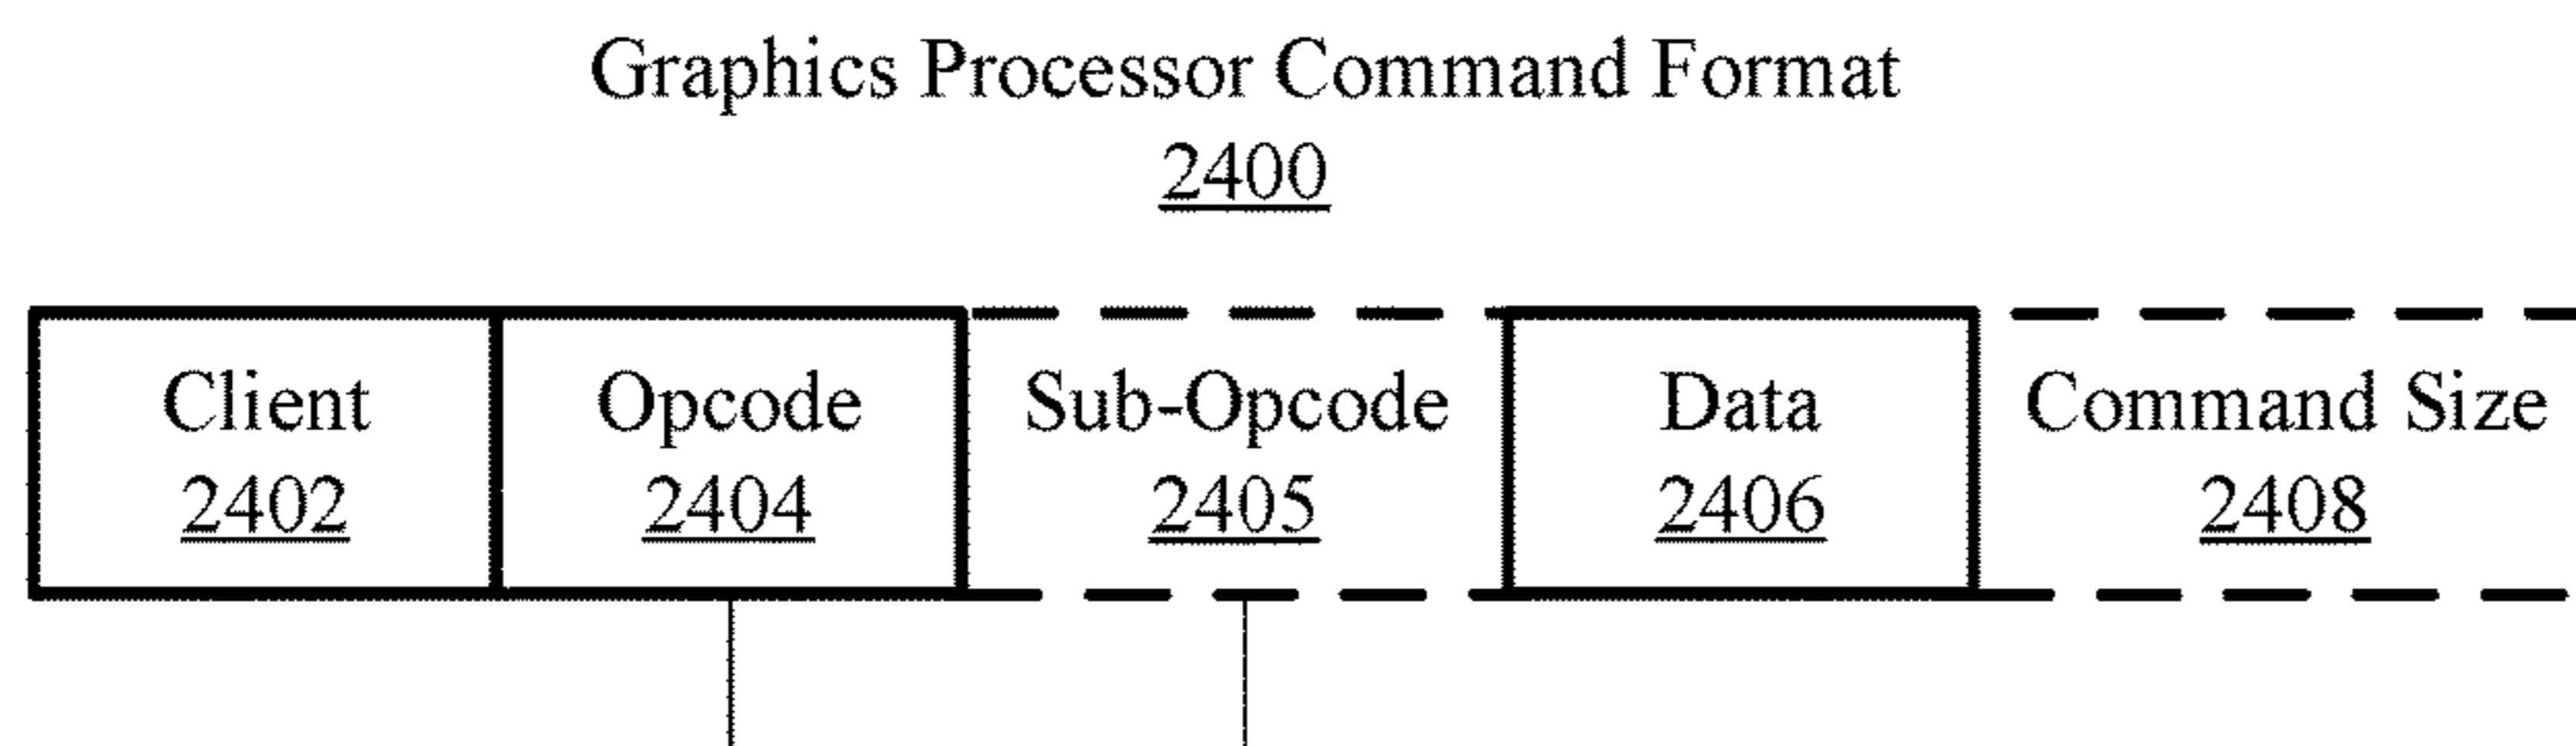 Graphics Processor Command Format
2400
Client Opcode Sub-Opcode Data Command Size
2402 2404 2405 2406 2408